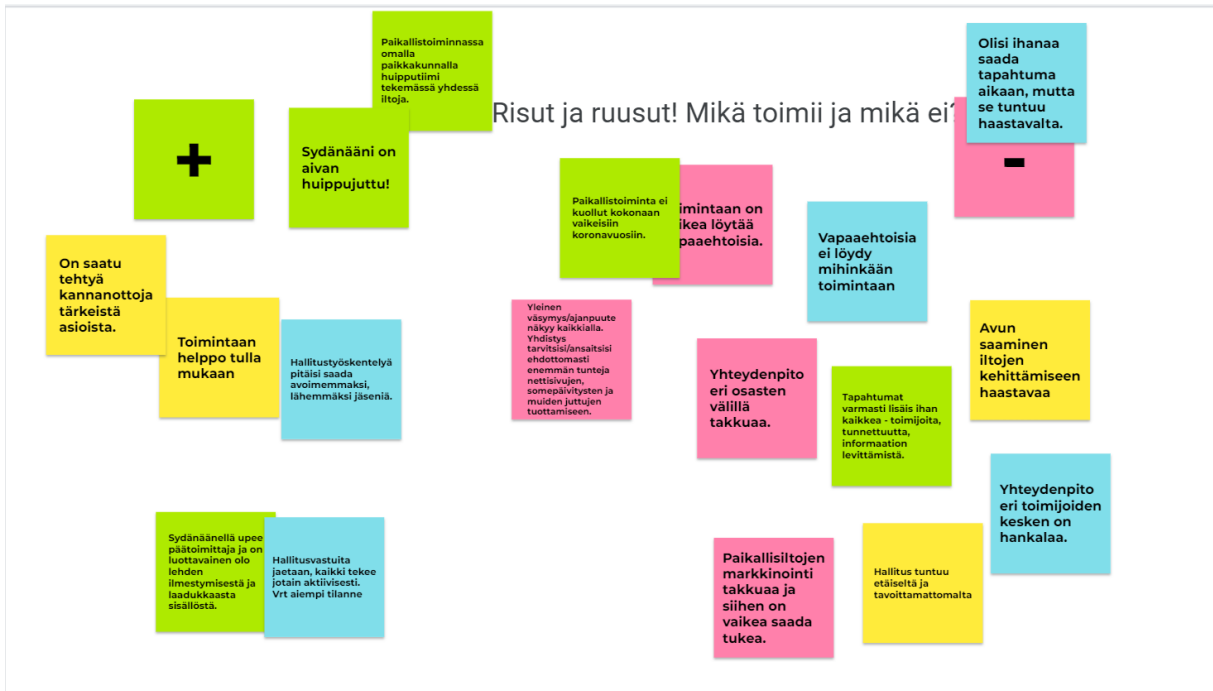 Paikallistoiminnassa
omalla
paikkakunnalla
huipputiimi
tekemässä yhdessä
iltoja.
Risut ja ruusut! Mikä toimii ja mikä ei?
Olisi ihanaa
saada
tapahtuma
aikaan, mutta
se tuntuu
haastavalta.
+
Sydänääni on
aivan
huippujuttu!
-
Paikallistoiminta ei
kuollut kokonaan
vaikeisiin
koronavuosiin.
on
löytää
Vapaaehtoisia
ei löydy
mihinkään
toimintaan
On saatu
tehtyä
kannanottoja
tärkeistä
asioista.
Toimintaan
helppo tulla
mukaan
Hallitustyöskentelyä
pitäisi saada
avoimemmaksi,
lähemmäksi jäseniä.
Yleinen
väsymys/ajanpuute
näkyy kaikkialla.
Yhdistys
tarvitsisi/ansaitsisi
ehdottomasti
enemmän tunteja
nettisivujen,
somepäivitysten ja
muiden juttujen
tuottamiseen.
Yhteydenpito
eri osasten
välillä
takkuaa.
Tapahtumat
varmasti lisäis ihan
kaikkea - toimijoita,
tunnettuutta,
informaation
levittämistä.
Avun
saaminen
iltojen
kehittämiseen
haastavaa
Yhteydenpito
eri toimijoiden
kesken on
hankalaa.
Sydänäänellä upee
päätoimittaja ja on
luottavainen olo
lehden
ilmestymisestä ja
laadukkaasta
sisällöstä.
Hallitusvastuita
jaetaan, kaikki tekee
jotain aktiivisesti.
Vrt aiempi tilanne
Paikallisiltojen
markkinointi
takkuaa ja
siihen on
vaikea saada
tukea.
Hallitus tuntuu
etäiseltä ja
tavoittamattomalta